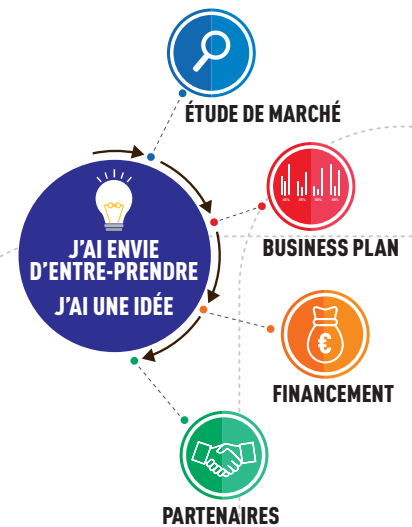 ÉTUDE DE MARCHÉ
BUSINESS PLAN
J'AI ENVIE
D'ENTRE-PRENDRE
J'AI UNE IDÉE
€
FINANCEMENT
PARTENAIRES